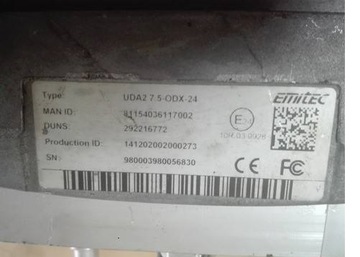 Type: UDA2 7.5-ODX-24
EMITEC
MAN ID: 81154036117002
DUNS: 292216772
Production ID: 141202002000273
SN: 980003980056830
CE FC